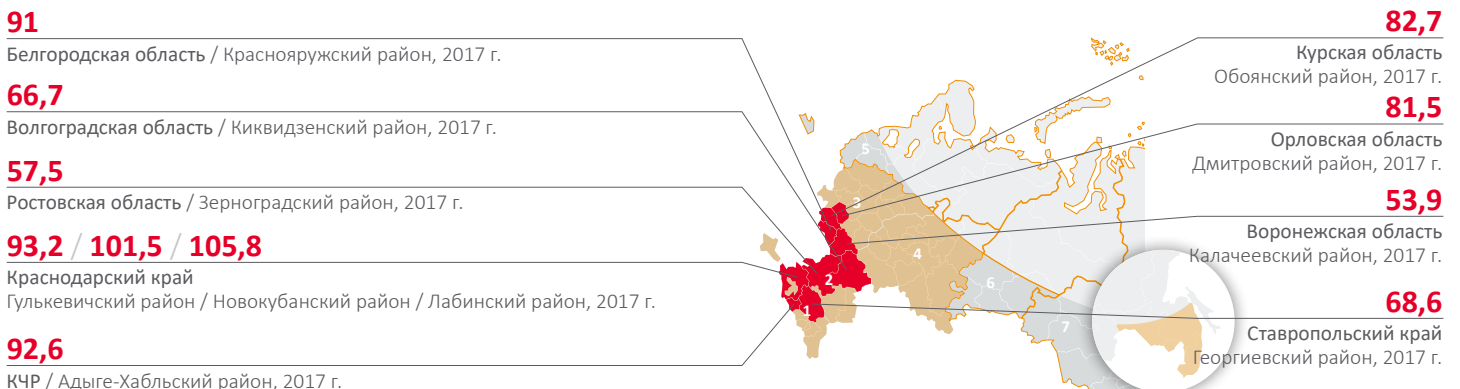 91
Белгородская область / Краснояружский район, 2017 г.
66,7
Волгоградская область / Киквидзенский район, 2017 г.
57,5
Ростовская область / Зерноградский район, 2017 г.
93,2 / 101,5 / 105,8
Краснодарский край
Гулькевичский район / Новокубанский район / Лабинский район, 2017 г.
92,6
КЧР / Адыге-Хабльский район, 2017 г.
82,7
Курская область
Обоянский район, 2017 г.
81,5
Орловская область
Дмитровский район, 2017 г.
53,9
Воронежская область
Калачеевский район, 2017 г.
68,6
Ставропольский край
Георгиевский район, 2017 г.
5
3
4
2
6
1
7